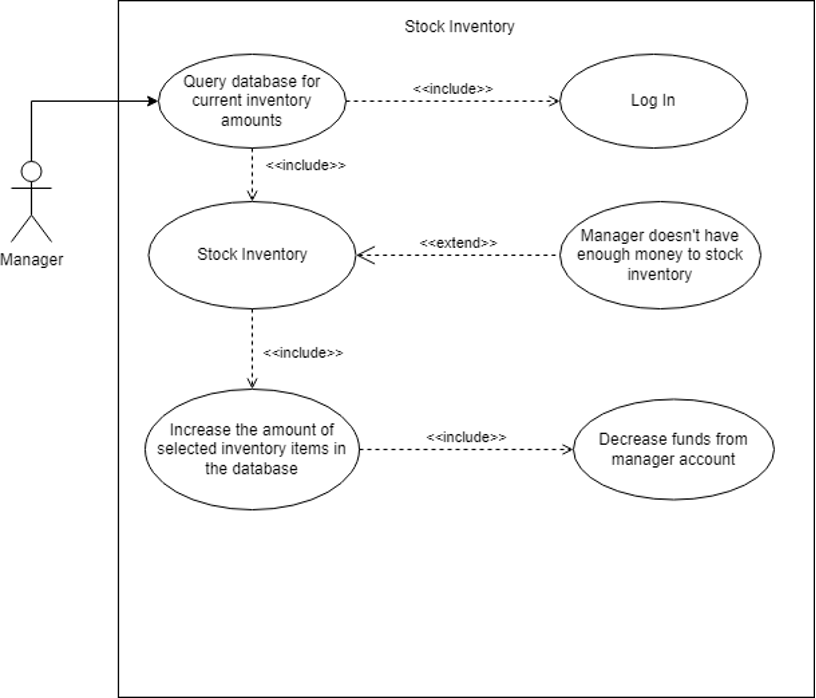 Stock Inventory
Query database for
current inventory
amounts
<<include>>
Log In
<<include>>
Manager
Stock Inventory
<<extend>>
Manager doesn't have
enough money to stock
inventory
<<include>>
Increase the amount of
selected inventory items in
the database
<<include>>
Decrease funds from
manager account